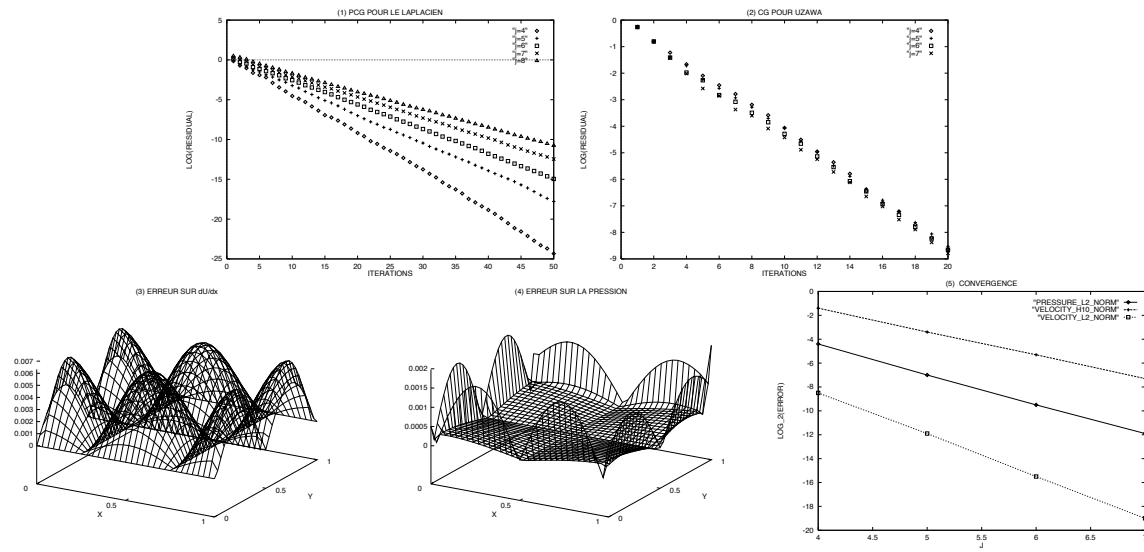 (1) PCG POUR LE LAPLACIEN
5
0
-5
-10
-15
-20
-25
LOG(RESIDUAL)
0 5 10 15 20 25 30 35 40 45 50
ITERATIONS
"j=4"
"j=5"
"j=6"
"j=7"
"j=8"
(2) CG POUR UZAWA
0
-1
-2
-3
-4
-5
-6
-7
-8
-9
LOG(RESIDUAL)
0 2 4 6 8 10 12 14 16 18 20
ITERATIONS
"j=4"
"j=5"
"j=6"
"j=7"
(3) ERREUR SUR dU/dx
0.007
0.006
0.005
0.004
0.003
0.002
0.001
0
0
0.5
X
1
0
0.5
Y
1
(4) ERREUR SUR LA PRESSION
0.002
0.0015
0.001
0.0005
0
0
0.5
X
1
0
0.5
Y
1
(5) CONVERGENCE
0
-2
-4
-6
-8
-10
-12
-14
-16
-18
-20
LOG_2(ERROR)
4 4.5 5 5.5 6 6.5 7
J
"PRESSURE_L2_NORM"
"VELOCITY_H10_NORM"
"VELOCITY_L2_NORM"